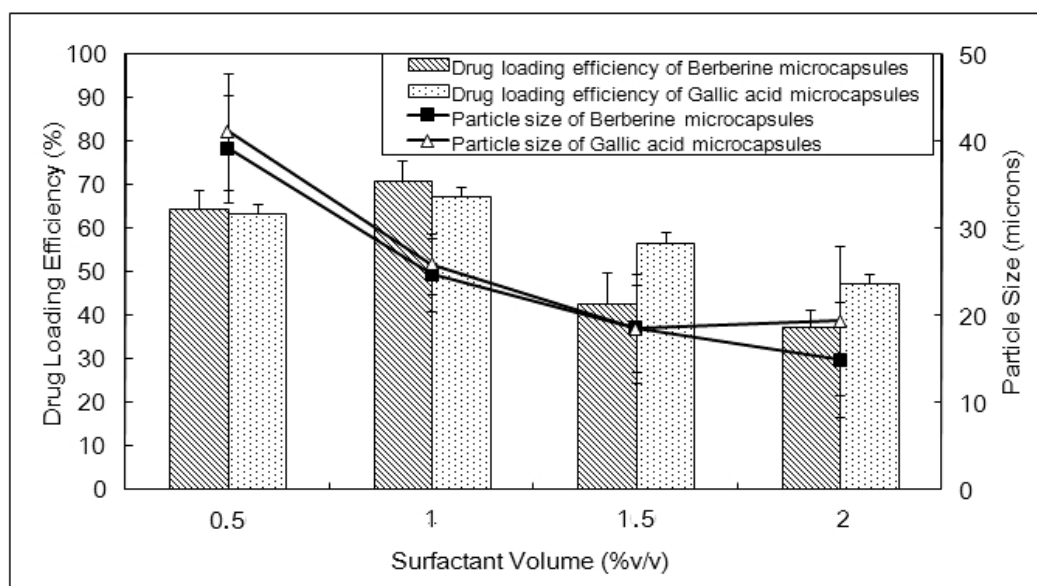 100
90
80
70
60
50
40
30
20
10
0
Drug Loading Efficiency (%)
Drug loading efficiency of Berberine microcapsules
Drug loading efficiency of Gallic acid microcapsules
Particle size of Berberine microcapsules
Particle size of Gallic acid microcapsules
50
40
30
20
10
0
Particle Size (microns)
0.5 1 1.5 2
Surfactant Volume (%v/v)